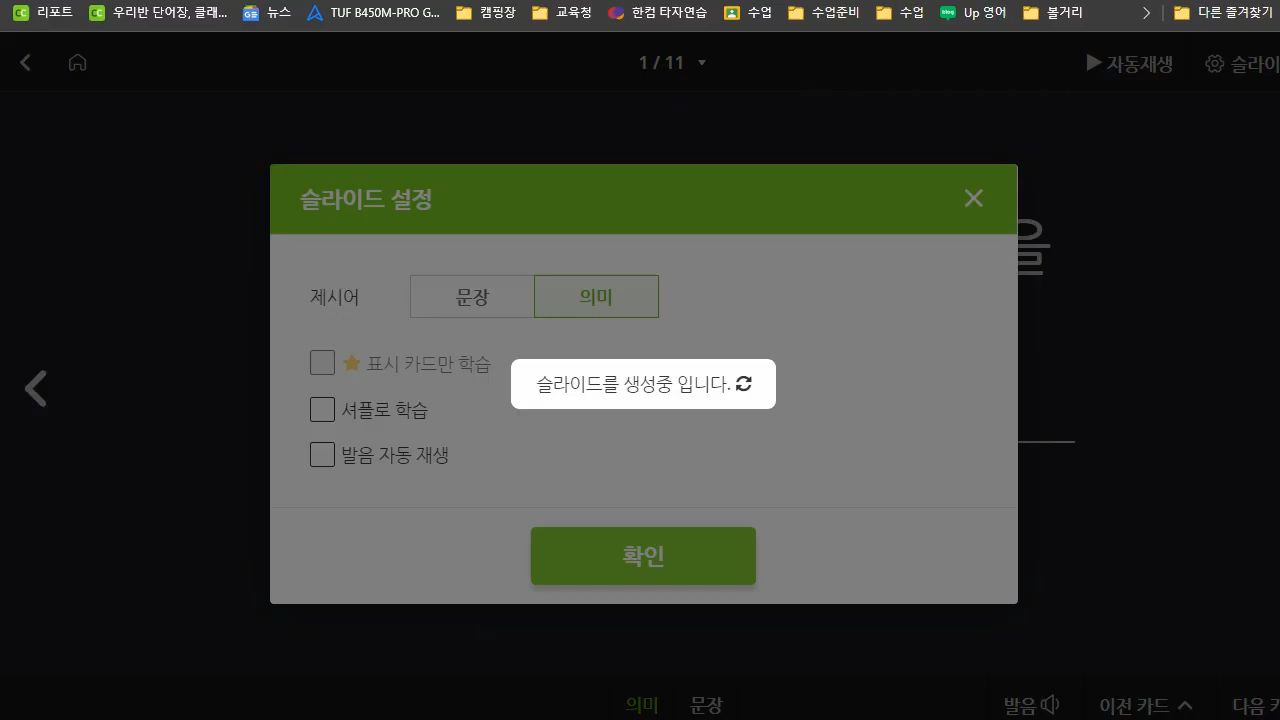 리포트 우리반 단어장, 클래... 뉴스 TUF B450M-PRO G... 캠핑장 교육청 한컴 타자연습 수업 수업준비 수업 Up 영어 볼거리 다른 즐겨찾기
1 / 11 자동재생 슬라이
슬라이드 설정
을
제시어 문장 의미
표시 카드만 학습
슬라이드를 생성중 입니다.
셔플로 학습
발음 자동 재생
확인
의미 문장 발음 이전 카드 다음